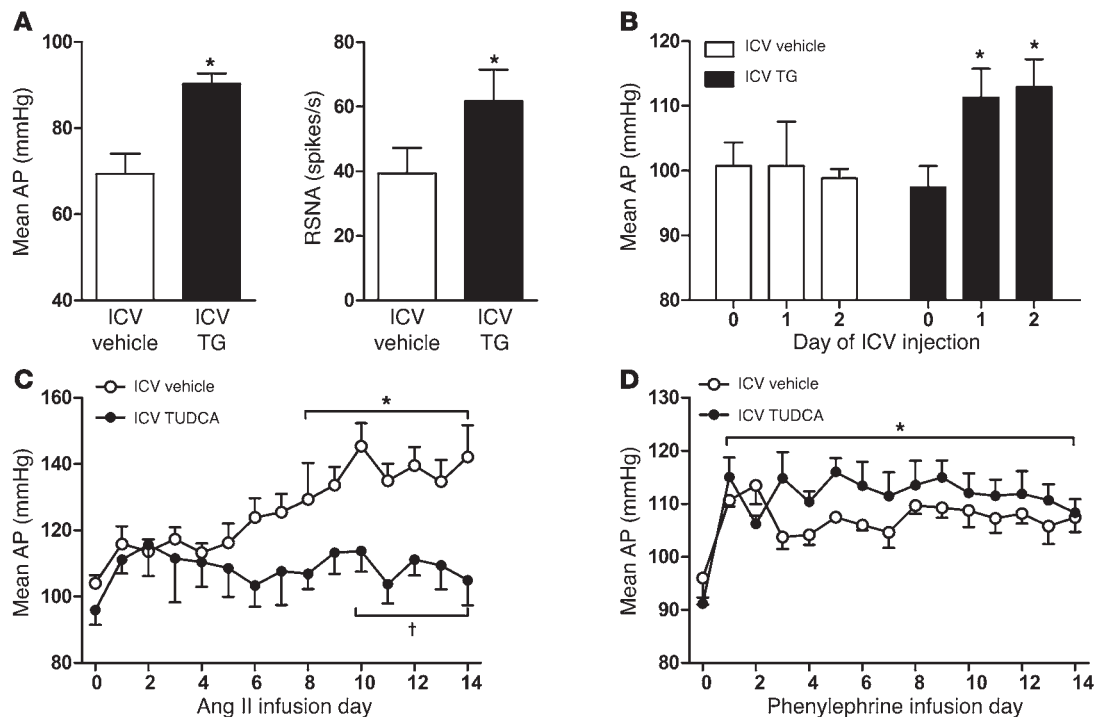 A
Mean AP (mmHg)
100
80
60
40
*
ICV vehicle
ICV TG
RSNA (spikes/s)
80
60
40
20
0
*
ICV vehicle
ICV TG
B
Mean AP (mmHg)
120
110
100
90
80
ICV vehicle
ICV TG
* *
0 1 2 0 1 2
Day of ICV injection
C
ICV vehicle
ICV TUDCA
Mean AP (mmHg)
160
140
120
100
80
*
†
0 2 4 6 8 10 12 14
Ang II infusion day
D
ICV vehicle
ICV TUDCA
Mean AP (mmHg)
130
120
110
100
90
80
*
0 2 4 6 8 10 12 14
Phenylephrine infusion day